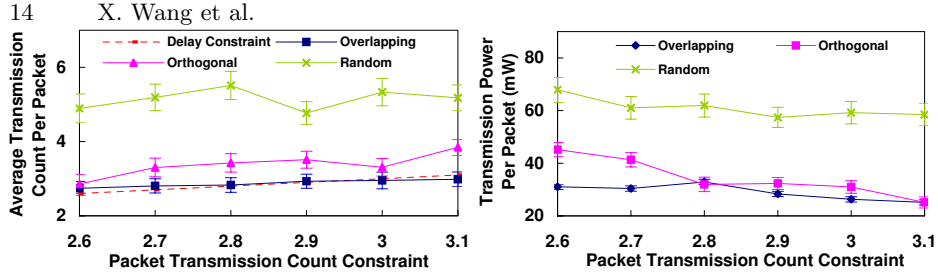 14 X. Wang et al.
Average Transmission
Count Per Packet
Delay Constraint
Overlapping
Orthogonal
Random
6
4
2
2.6 2.7 2.8 2.9 3 3.1
Packet Transmission Count Constraint
Transmission Power
Per Packet (mW)
Overlapping
Orthogonal
Random
80
60
40
20
2.6 2.7 2.8 2.9 3 3.1
Packet Transmission Count Constraint